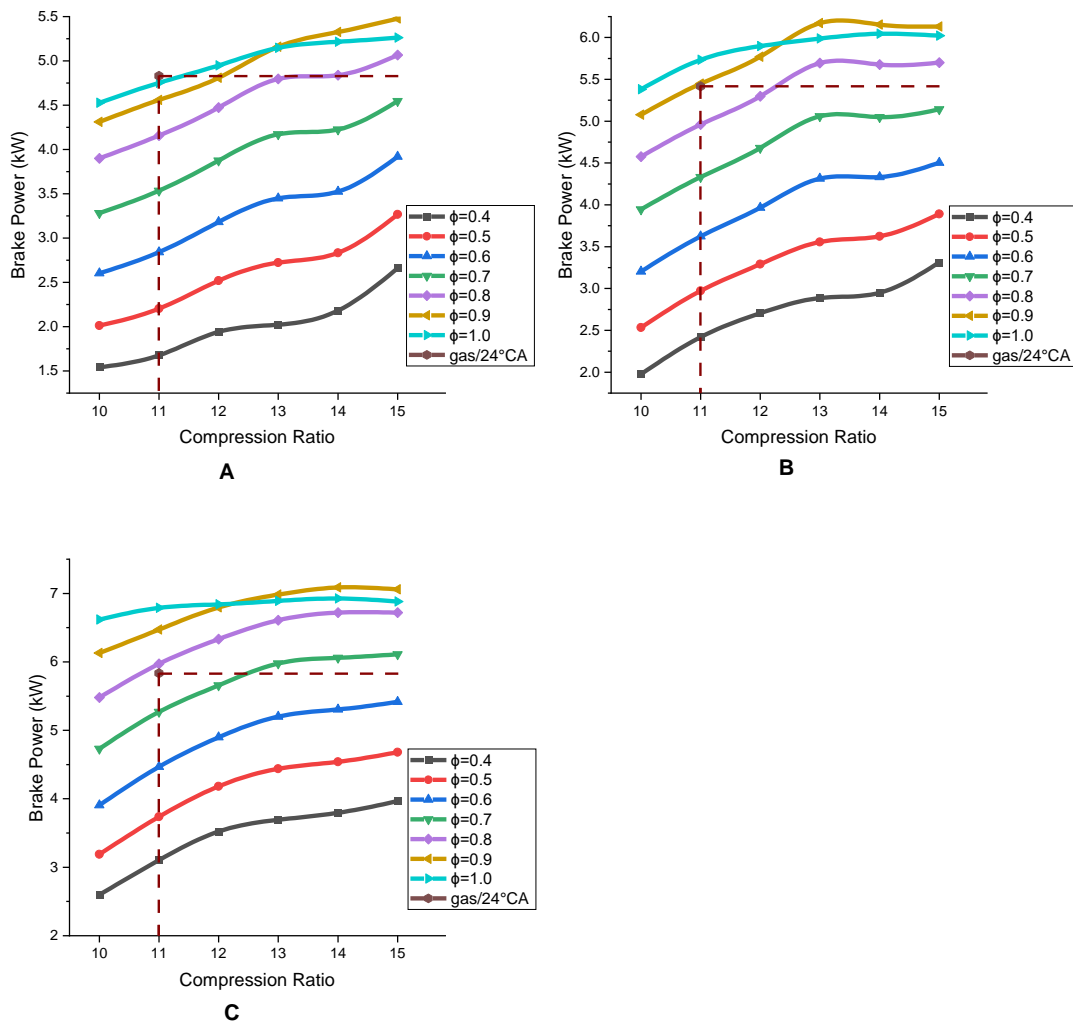 5.5
5.0
4.5
4.0
3.5
3.0
2.5
2.0
1.5
Brake Power (kW)
10 11 12 13 14 15
Compression Ratio
ϕ=0.4
ϕ=0.5
ϕ=0.6
ϕ=0.7
ϕ=0.8
ϕ=0.9
ϕ=1.0
gas/24°CA
A
6.0
5.5
5.0
4.5
4.0
3.5
3.0
2.5
2.0
Brake Power (kW)
10 11 12 13 14 15
Compression Ratio
ϕ=0.4
ϕ=0.5
ϕ=0.6
ϕ=0.7
ϕ=0.8
ϕ=0.9
ϕ=1.0
gas/24°CA
B
7
6
5
4
3
2
Brake Power (kW)
10 11 12 13 14 15
Compression Ratio
ϕ=0.4
ϕ=0.5
ϕ=0.6
ϕ=0.7
ϕ=0.8
ϕ=0.9
ϕ=1.0
gas/24°CA
C